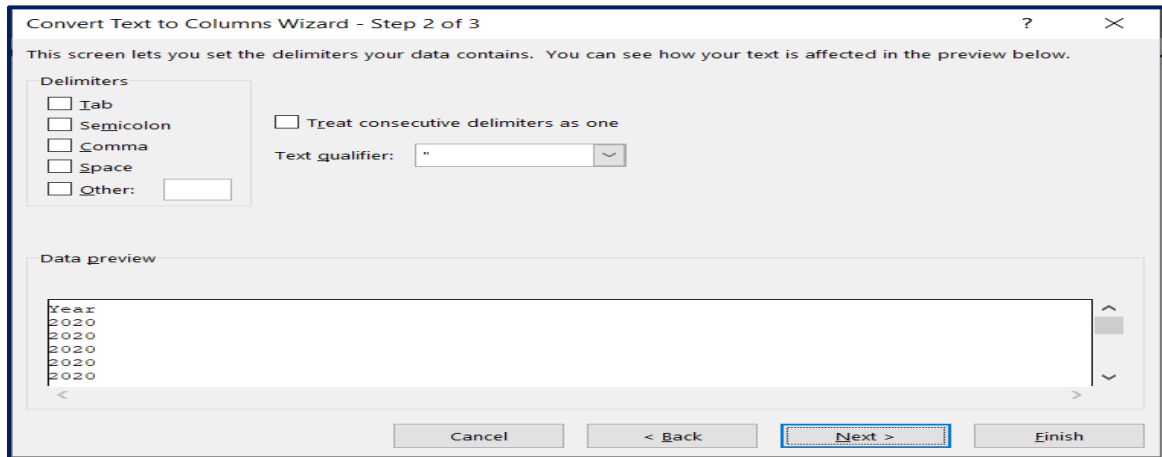 Convert Text to Columns Wizard - Step 2 of 3 ?
This screen lets you set the delimiters your data contains. You can see how your text is affected in the preview below.
Delimiters
Tab
Semicolon
Comma
Space
Other:
Treat consecutive delimiters as one
Text qualifier: "
Data preview
Year
2020
2020
2020
2020
2020
Cancel < Back Next > Finish